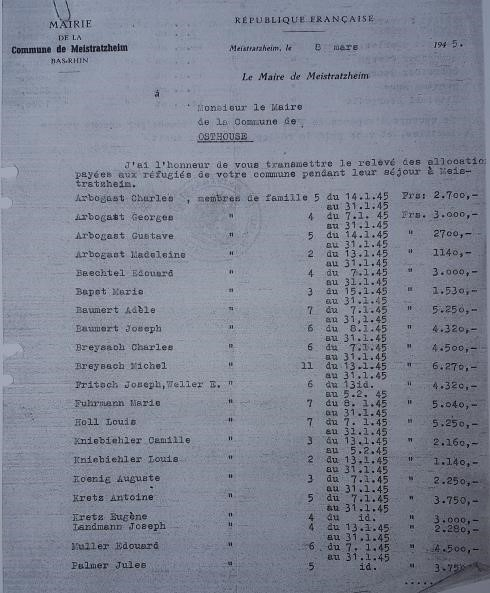 MAIRIE
DE LA
Commune de Meistratzheim
BAS-RHIN
RÉPUBLIQUE FRANÇAISE
Meistratzheim, le 8 mars 1945.
Le Maire de Meistratzheim
à
Monsieur le Maire
de la Commune de
OSTHOUSE
J'ai l'honneur de vous transmettre le relevé des allocatio
payées aux réfugiés de votre commune pendant leur séjour à Meis-
tratzheim.
Arbogast Charles , membres de famille 5 du 14.1.45 Frs: 2.700,-
au 31.1.45
Arbogast Georges " 4 du 7.1. 45 Frs. 3.000,-
au 31.1.45
Arbogast Gustave " 5 du 14.1.45 " 2700,-
au 31.1.45
Arbogast Madeleine " 2 du 13.1.45 " 1140,-
au 31.1.45
Baechtel Edouard " 4 du 7.1.45 " 3.000,-
au 31.1.45
Bapst Marie " 3 du 15.1.45 " 1.530,-
au 31.1.45
Baumert Adèle " 7 du 7.1.45 " 5.250,-
au 31.1.45
Baumert Joseph " 6 du 8.1.45 " 4.320,-
au 31.1.45
Breysach Charles " 6 du 7.1.45 " 4.500,-
au 31.1.45
Breysach Michel " 11 du 13.1.45 " 6.270,-
au 31.1.45
Fritsch Joseph,Weller E. " 6 du 13id. " 4.320,-
au 5.2. 45
Fuhrmann Marie " 7 du 8. 1.45 " 5.040,-
au 31.1.45
Holl Louis " 7 du 7. 1.45 " 5.250,-
au 31.1.45
Kniebiehler Camille " 3 du 13.1.45 " 2.160,-
au 5.2.45
Kniebiehler Louis " 2 du 13.1.45 " 1.140,-
au 31.1.45
Koenig Auguste " 3 du 7.1.45 " 2.250,-
au 31.1.45
Kretz Antoine " 5 du 7.1.45 " 3.750,-
au 31.1.45
Kretz Eugène " 4 du id. " 3.000,-
Landmann Joseph " 4 du 13.1.45 " 2.280,-
au 31.1.45
Muller Edouard " 6 du 7. 1.45 " 4.500,-
au 31.1.45
Palmer Jules " 5 id. " 3.75
.....